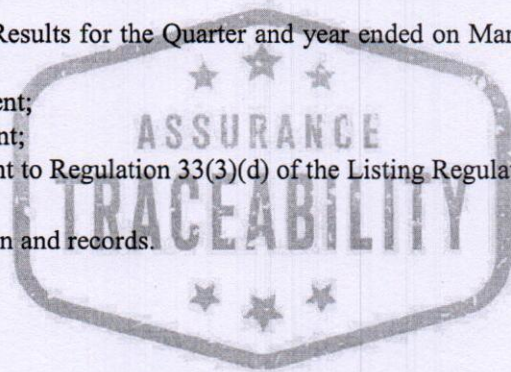 Results for the Quarter and year ended on Mar
ent;
nt;
ASSURANCE
nt to Regulation 33(3)(d) of the Listing Regula
TRACEABILITY
n and records.